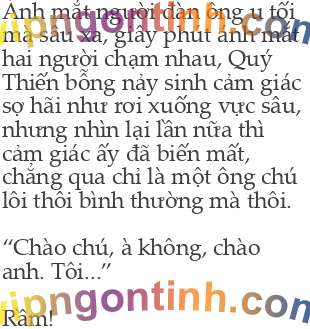 Ánh mắt người đàn ông u tối
mà sâu xa, giây phút ánh mắt
hai người chạm nhau, Quý
Thiến bỗng nảy sinh cảm giác
sợ hãi như rơi xuống vực sâu,
nhưng nhìn lại lần nữa thì
cảm giác ấy đã biến mất,
chẳng qua chỉ là một ông chú
lôi thôi bình thường mà thôi.
“Chào chú, à không, chào
anh. Tôi...”
vipngontinh.com
Rầm!